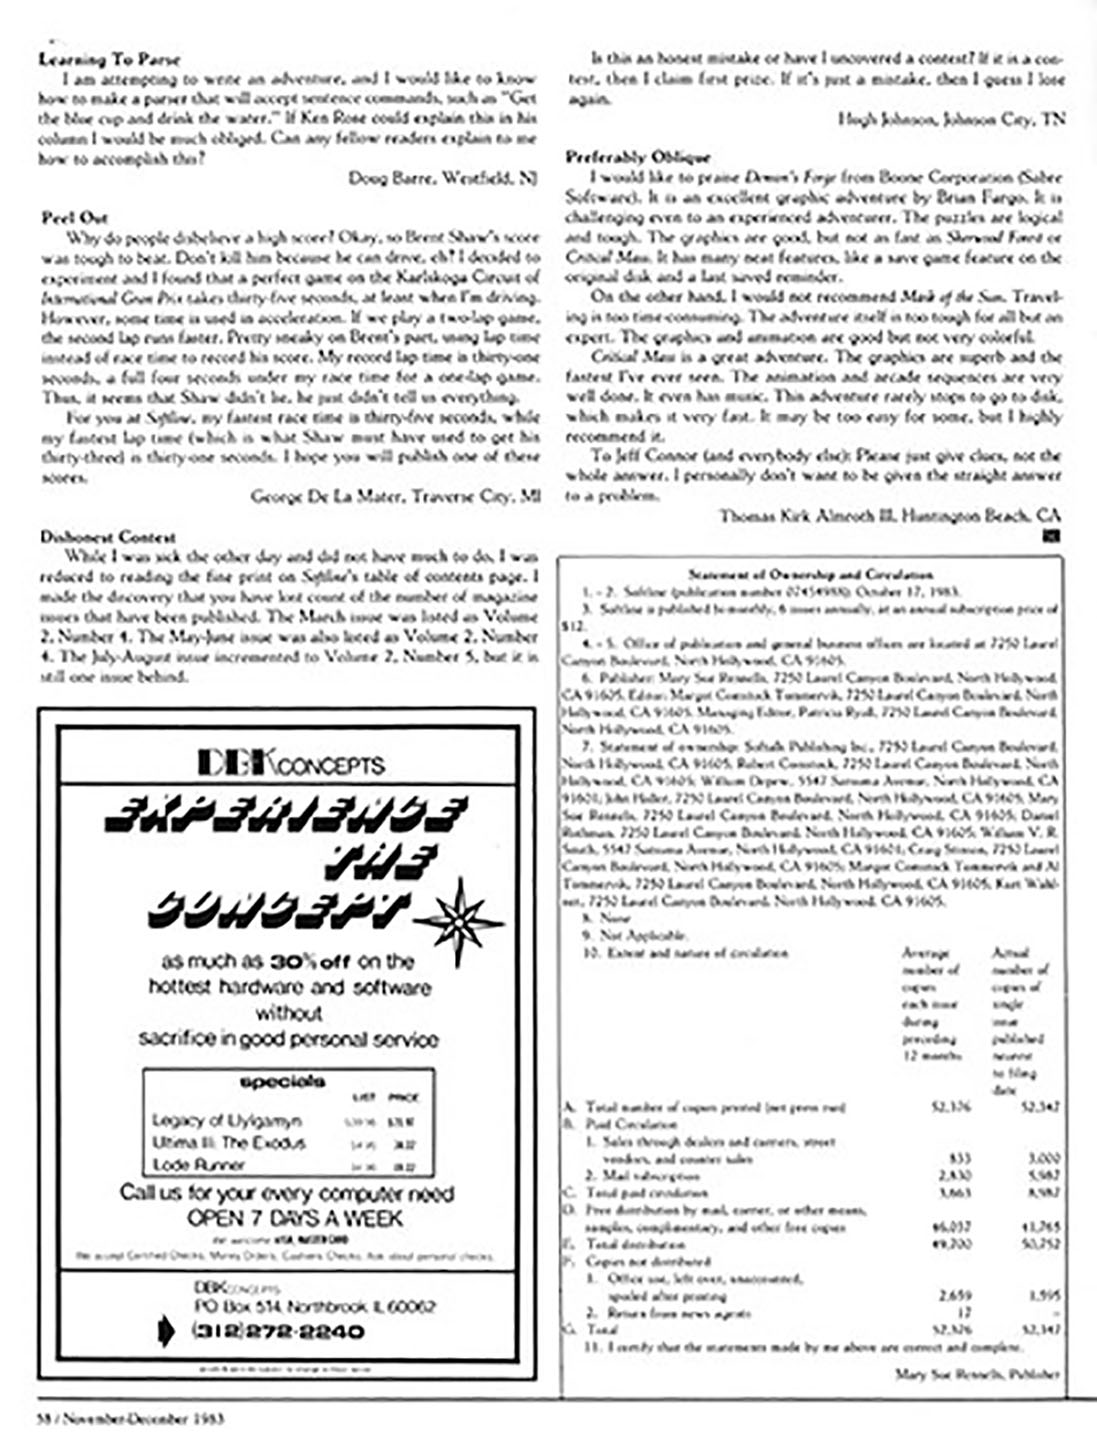 Learning To Parse
I am attempting to write an adventure, and I would like to know
how to make a parser that will accept sentence commands, such as "Get
the blue cup and drink the water." If Ken Rose could explain this in his
column I would be much obliged. Can any fellow readers explain to me
how to accomplish this?
Doug Barre, Westfield, NJ
Peel Out
Why do people disbelieve a high score? Okay, so Brent Shaw's score
was tough to beat. Don't kill him because he can drive, eh? I decided to
experiment and I found that a perfect game on the Karlskoga Circuit of
International Gran Prix takes thirty-five seconds, at least when I'm driving.
However, some time is used in acceleration. If we play a two-lap game,
the second lap runs faster. Pretty sneaky on Brent's part, using lap time
instead of race time to record his score. My record lap time is thirty-one
seconds, a full four seconds under my race time for a one-lap game.
Thus, it seems that Shaw didn't lie, he just didn't tell us everything.
For you at Softline, my fastest race time is thirty-five seconds, while
my fastest lap time (which is what Shaw must have used to get his
thirty-three) is thirty-one seconds. I hope you will publish one of these
scores.
George De La Mater, Traverse City, MI
Dishonest Contest
While I was sick the other day and did not have much to do, I was
reduced to reading the fine print on Softline's table of contents page. I
made the discovery that you have lost count of the number of magazine
issues that have been published. The March issue was listed as Volume
2, Number 4. The May-June issue was also listed as Volume 2, Number
4. The July-August issue incremented to Volume 2, Number 5, but it is
still one issue behind.
Is this an honest mistake or have I uncovered a contest? If it is a con-
test, then I claim first prize. If it's just a mistake, then I guess I lose
again.
Hugh Johnson, Johnson City, TN
Preferably Oblique
I would like to praise Demon's Forge from Boone Corporation (Sabre
Software). It is an excellent graphic adventure by Brian Fargo. It is
challenging even to an experienced adventurer. The puzzles are logical
and tough. The graphics are good, but not as fast as Sherwood Forest or
Critical Mass. It has many neat features, like a save game feature on the
original disk and a last saved reminder.
On the other hand, I would not recommend Mask of the Sun. Travel-
ing is too time-consuming. The adventure itself is too tough for all but an
expert. The graphics and animation are good but not very colorful.
Critical Mass is a great adventure. The graphics are superb and the
fastest I've ever seen. The animation and arcade sequences are very
well done. It even has music. This adventure rarely stops to go to disk,
which makes it very fast. It may be too easy for some, but I highly
recommend it.
To Jeff Connor (and everybody else): Please just give clues, not the
whole answer. I personally don't want to be given the straight answer
to a problem.
Thomas Kirk Almroth III, Huntington Beach, CA
DBK CONCEPTS
EXPERIENCE
THE
CONCEPT
as much as 30% off on the
hottest hardware and software
without
sacrifice in good personal service
specials
LIST PRICE
Legacy of Llylgamyn
Ultima III: The Exodus
Lode Runner
Call us for your every computer need
OPEN 7 DAYS A WEEK
We welcome VISA, MASTER CARD
We accept Certified Checks, Money Orders, Cashiers Checks. Ask about personal checks.
DBK CONCEPTS
PO Box 514, Northbrook, IL 60062
(312)272-2240
Statement of Ownership and Circulation
1. - 2. Softline (publication number 07454988). October 17, 1983.
3. Softline is published bi-monthly, 6 issues annually, at an annual subscription price of
$12.
4. - 5. Office of publication and general business offices are located at 7250 Laurel
Canyon Boulevard, North Hollywood, CA 91605.
6. Publisher: Mary Sue Rennells, 7250 Laurel Canyon Boulevard, North Hollywood,
CA 91605. Editor: Margot Comstock Tommervik, 7250 Laurel Canyon Boulevard, North
Hollywood, CA 91605. Managing Editor, Patricia Ryall, 7250 Laurel Canyon Boulevard,
North Hollywood, CA 91605.
7. Statement of ownership: Softalk Publishing Inc., 7250 Laurel Canyon Boulevard,
North Hollywood, CA 91605; Robert Comstock, 7250 Laurel Canyon Boulevard, North
Hollywood, CA 91605; William Depew, 5547 Satsuma Avenue, North Hollywood, CA
91601; John Haller, 7250 Laurel Canyon Boulevard, North Hollywood, CA 91605; Mary
Sue Rennells, 7250 Laurel Canyon Boulevard, North Hollywood, CA 91605; Daniel
Rothman, 7250 Laurel Canyon Boulevard, North Hollywood, CA 91605; William V. R.
Smith, 5547 Satsuma Avenue, North Hollywood, CA 91601; Craig Stinson, 7250 Laurel
Canyon Boulevard, North Hollywood, CA 91605; Margot Comstock Tommervik and Al
Tommervik, 7250 Laurel Canyon Boulevard, North Hollywood, CA 91605, Kurt Wahl-
ner, 7250 Laurel Canyon Boulevard, North Hollywood, CA 91605.
8. None
9. Not Applicable.
10. Extent and nature of circulation
Average
number of
copies
each issue
during
preceding
12 months
Actual
number of
copies of
single
issue
published
nearest
to filing
date
A. Total number of copies printed (net press run) 52,376 52,347
B. Paid Circulation
1. Sales through dealers and carriers, street
vendors, and counter sales 833 3,000
2. Mail subscription 2,830 5,987
C. Total paid circulation 3,663 8,987
D. Free distribution by mail, carrier, or other means,
samples, complimentary, and other free copies 46,037 41,765
E. Total distribution 49,700 50,752
F. Copies not distributed
1. Office use, left over, unaccounted,
spoiled after printing 2,659 1,595
2. Return from news agents 17 -
G. Total 52,376 52,347
11. I certify that the statements made by me above are correct and complete.
Mary Sue Rennells, Publisher
58 / November-December 1983